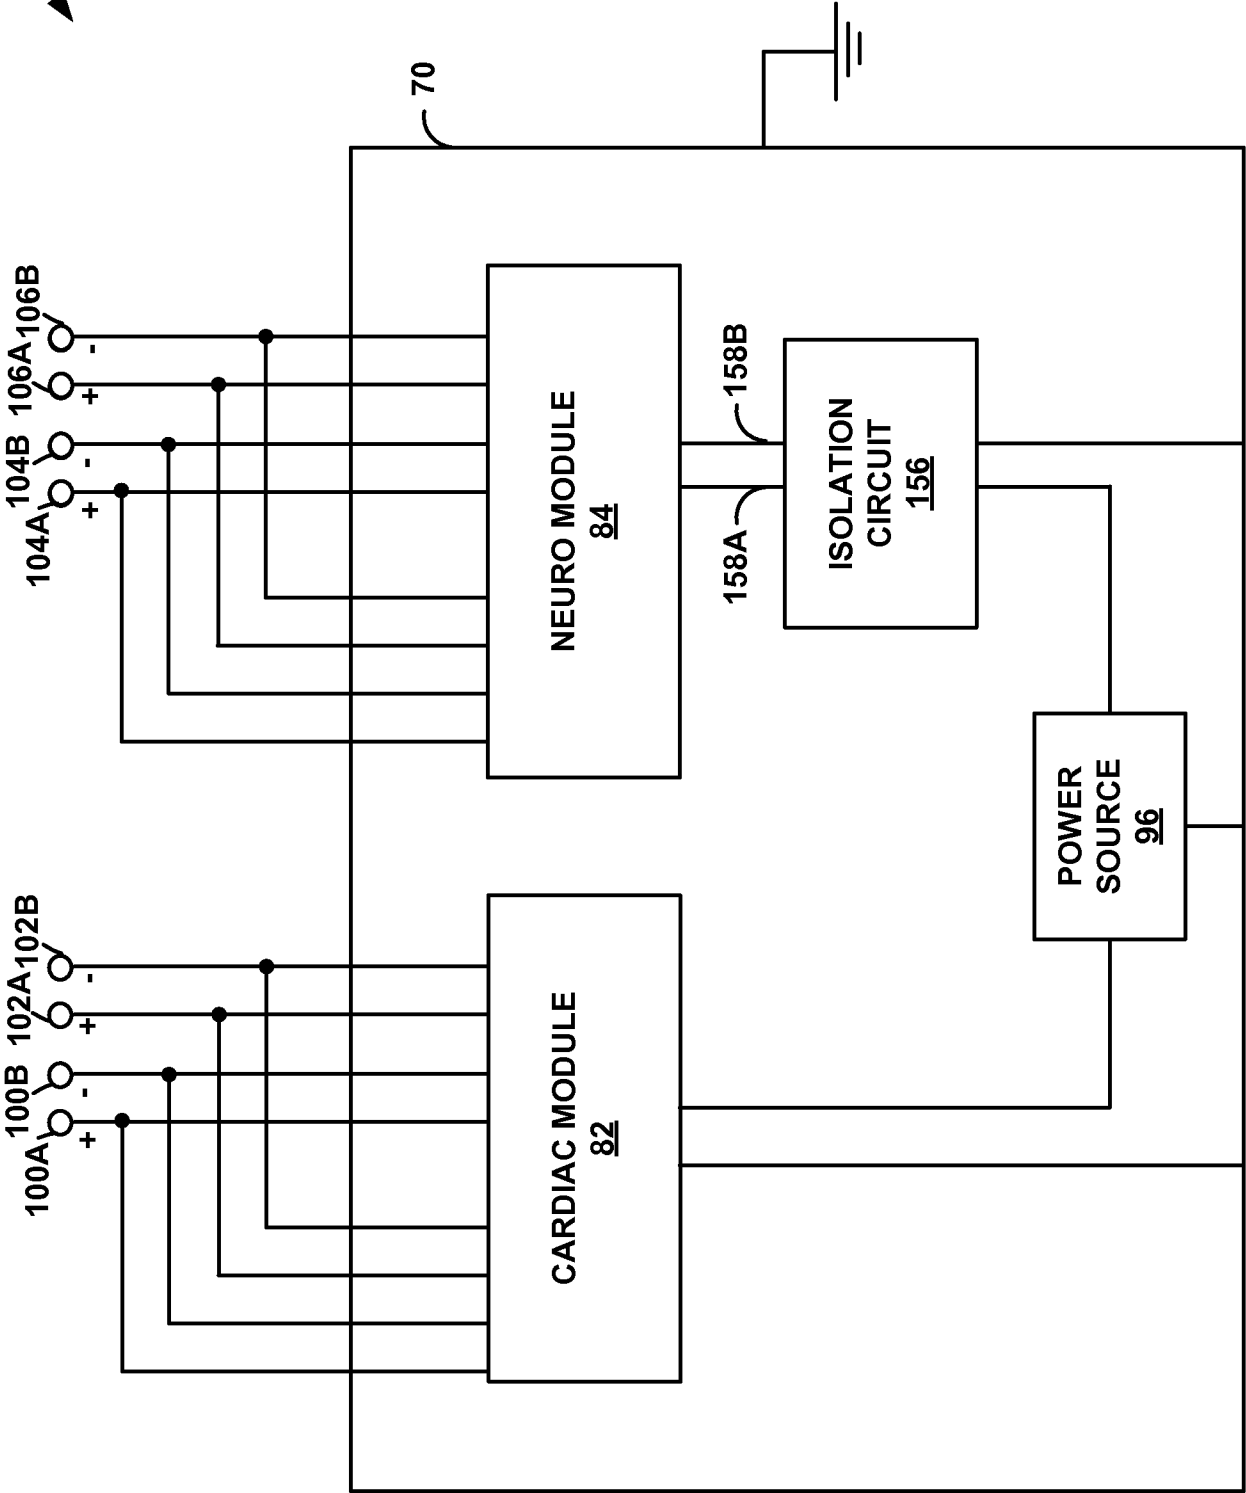 100A
+
100B
-
102A
+
102B
-
104A
+
104B
-
106A
+
106B
-
70
CARDIAC MODULE
82
NEURO MODULE
84
158A
158B
ISOLATION
CIRCUIT
156
POWER
SOURCE
96